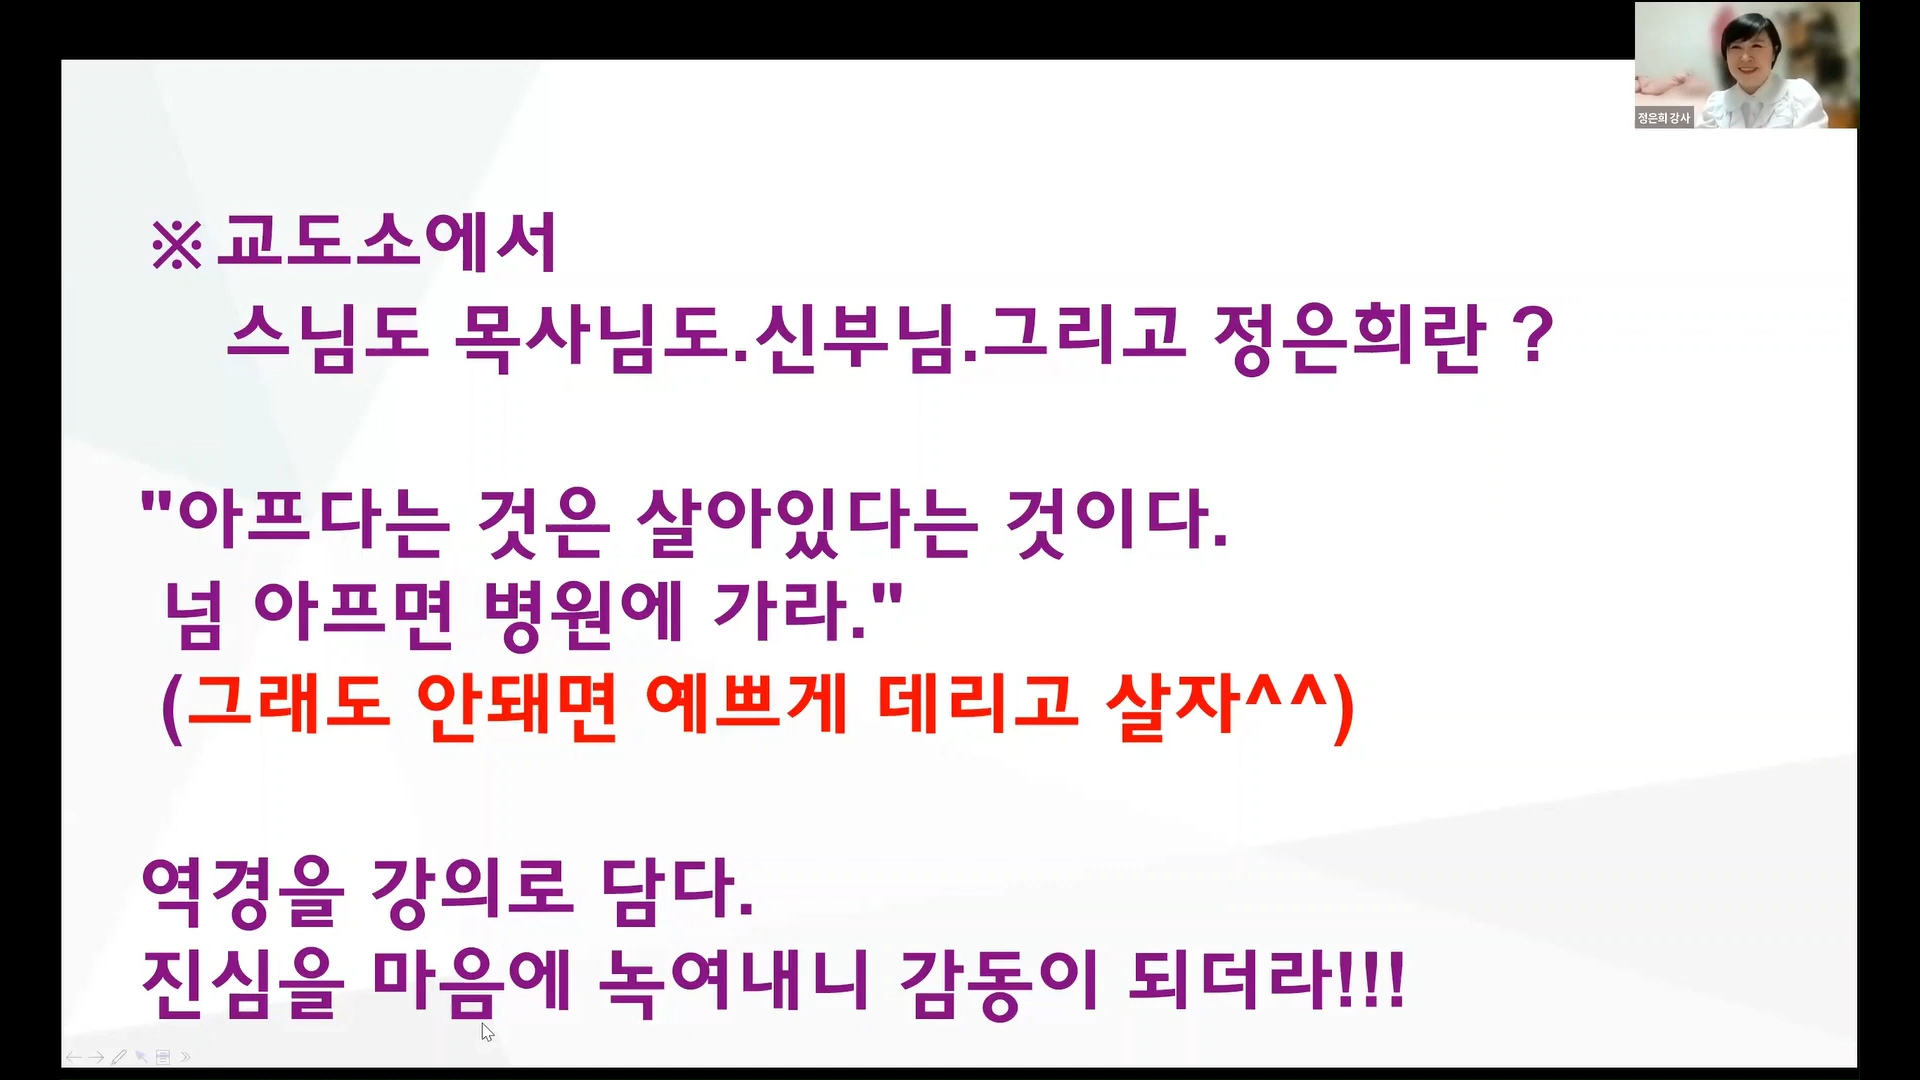 정은희 강사
※교도소에서
스님도 목사님도.신부님.그리고 정은희란 ?
"아프다는 것은 살아있다는 것이다.
넘 아프면 병원에 가라."
(그래도 안돼면 예쁘게 데리고 살자^^)
역경을 강의로 담다.
진심을 마음에 녹여내니 감동이 되더라!!!